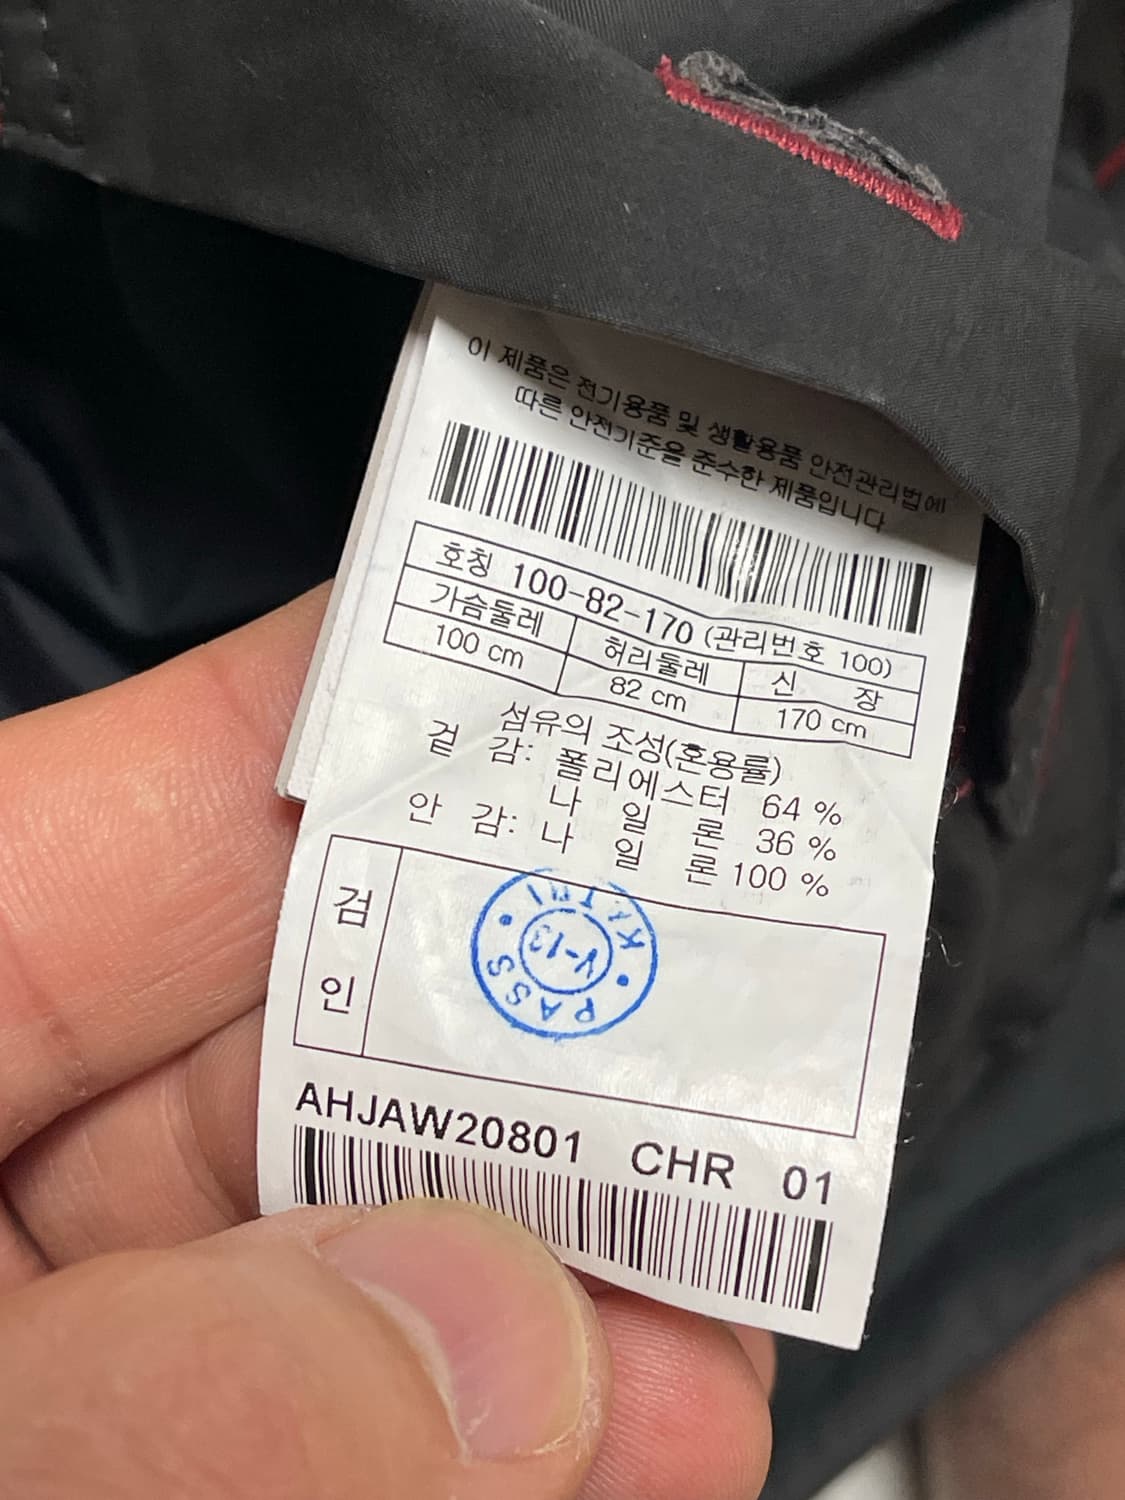 이 제품은 전기용품 및 생활용품 안전관리법에
따른 안전기준을 준수한 제품입니다
호칭 100-82-170 (관리번호 100)
가슴둘레 허리둘레 신 장
100 cm 82 cm 170 cm
섬유의 조성(혼용률)
겉 감: 폴리에스터 64 %
나 일 론 36 %
안 감: 나 일 론 100 %
검
인
KATRI
V-13
PASS
AHJAW20801 CHR 01